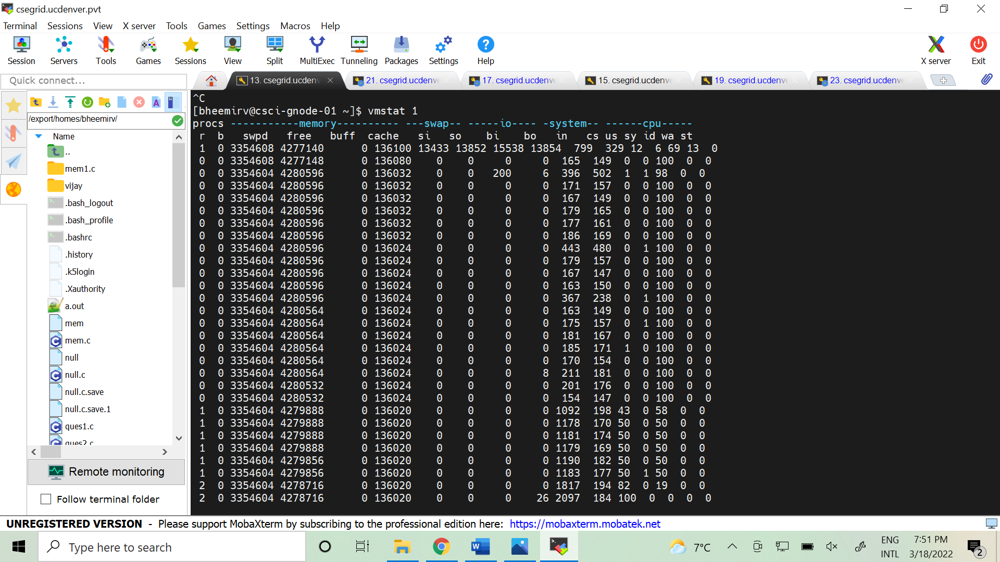 csegrid.ucdenver.pvt
Terminal Sessions View X server Tools Games Settings Macros Help
Session Servers Tools Games Sessions View Split MultiExec Tunneling Packages Settings Help X server Exit
Quick connect...
13. csegrid.ucdenv 21. csegrid.ucdenve 17. csegrid.ucdenve 15. csegrid.ucdenve 19. csegrid.ucdenve 23. csegrid.ucdenve
/export/homes/bheemirv/
Name
..
mem1.c
vijay
.bash_logout
.bash_profile
.bashrc
.history
.k5login
.Xauthority
a.out
mem
mem.c
null
null.c
null.c.save
null.c.save.1
ques1.c
ques2.c
Remote monitoring
Follow terminal folder
^C
[bheemirv@csci-gnode-01 ~]$ vmstat 1
procs -----------memory---------- ---swap-- -----io---- -system-- ------cpu-----
r b swpd free buff cache si so bi bo in cs us sy id wa st
1 0 3354608 4277140 0 136100 13433 13852 15538 13854 799 329 12 6 69 13 0
0 0 3354608 4277148 0 136080 0 0 0 0 165 149 0 0 100 0 0
0 0 3354604 4280596 0 136032 0 0 200 6 396 502 1 1 98 0 0
0 0 3354604 4280596 0 136032 0 0 0 0 171 157 0 0 100 0 0
0 0 3354604 4280596 0 136032 0 0 0 0 167 149 0 0 100 0 0
0 0 3354604 4280596 0 136032 0 0 0 0 179 165 0 0 100 0 0
0 0 3354604 4280596 0 136032 0 0 0 0 177 161 0 0 100 0 0
0 0 3354604 4280596 0 136032 0 0 0 0 186 169 0 0 100 0 0
0 0 3354604 4280596 0 136024 0 0 0 0 443 480 0 1 100 0 0
0 0 3354604 4280596 0 136024 0 0 0 0 179 157 0 0 100 0 0
0 0 3354604 4280596 0 136024 0 0 0 0 167 147 0 0 100 0 0
0 0 3354604 4280596 0 136024 0 0 0 0 163 150 0 0 100 0 0
0 0 3354604 4280596 0 136024 0 0 0 0 367 238 0 1 100 0 0
0 0 3354604 4280564 0 136024 0 0 0 0 163 149 0 0 100 0 0
0 0 3354604 4280564 0 136024 0 0 0 0 175 157 0 1 100 0 0
0 0 3354604 4280564 0 136024 0 0 0 0 181 167 0 0 100 0 0
0 0 3354604 4280564 0 136024 0 0 0 0 185 171 1 0 100 0 0
0 0 3354604 4280564 0 136024 0 0 0 0 170 154 0 0 100 0 0
0 0 3354604 4280564 0 136024 0 0 0 8 211 181 0 0 100 0 0
0 0 3354604 4280532 0 136024 0 0 0 0 201 176 0 0 100 0 0
0 0 3354604 4280532 0 136024 0 0 0 0 154 147 0 0 100 0 0
1 0 3354604 4279888 0 136020 0 0 0 0 1092 198 43 0 58 0 0
1 0 3354604 4279888 0 136020 0 0 0 0 1178 170 50 0 50 0 0
1 0 3354604 4279888 0 136020 0 0 0 0 1181 174 50 0 50 0 0
1 0 3354604 4279888 0 136020 0 0 0 0 1179 169 50 0 50 0 0
1 0 3354604 4279856 0 136020 0 0 0 0 1190 182 50 0 50 0 0
1 0 3354604 4279856 0 136020 0 0 0 0 1183 177 50 1 50 0 0
2 0 3354604 4278716 0 136020 0 0 0 0 1817 194 82 0 19 0 0
2 0 3354604 4278716 0 136020 0 0 0 26 2097 184 100 0 0 0 0
UNREGISTERED VERSION - Please support MobaXterm by subscribing to the professional edition here: https://mobaxterm.mobatek.net
Type here to search
7°C
ENG
INTL
7:51 PM
3/18/2022
2